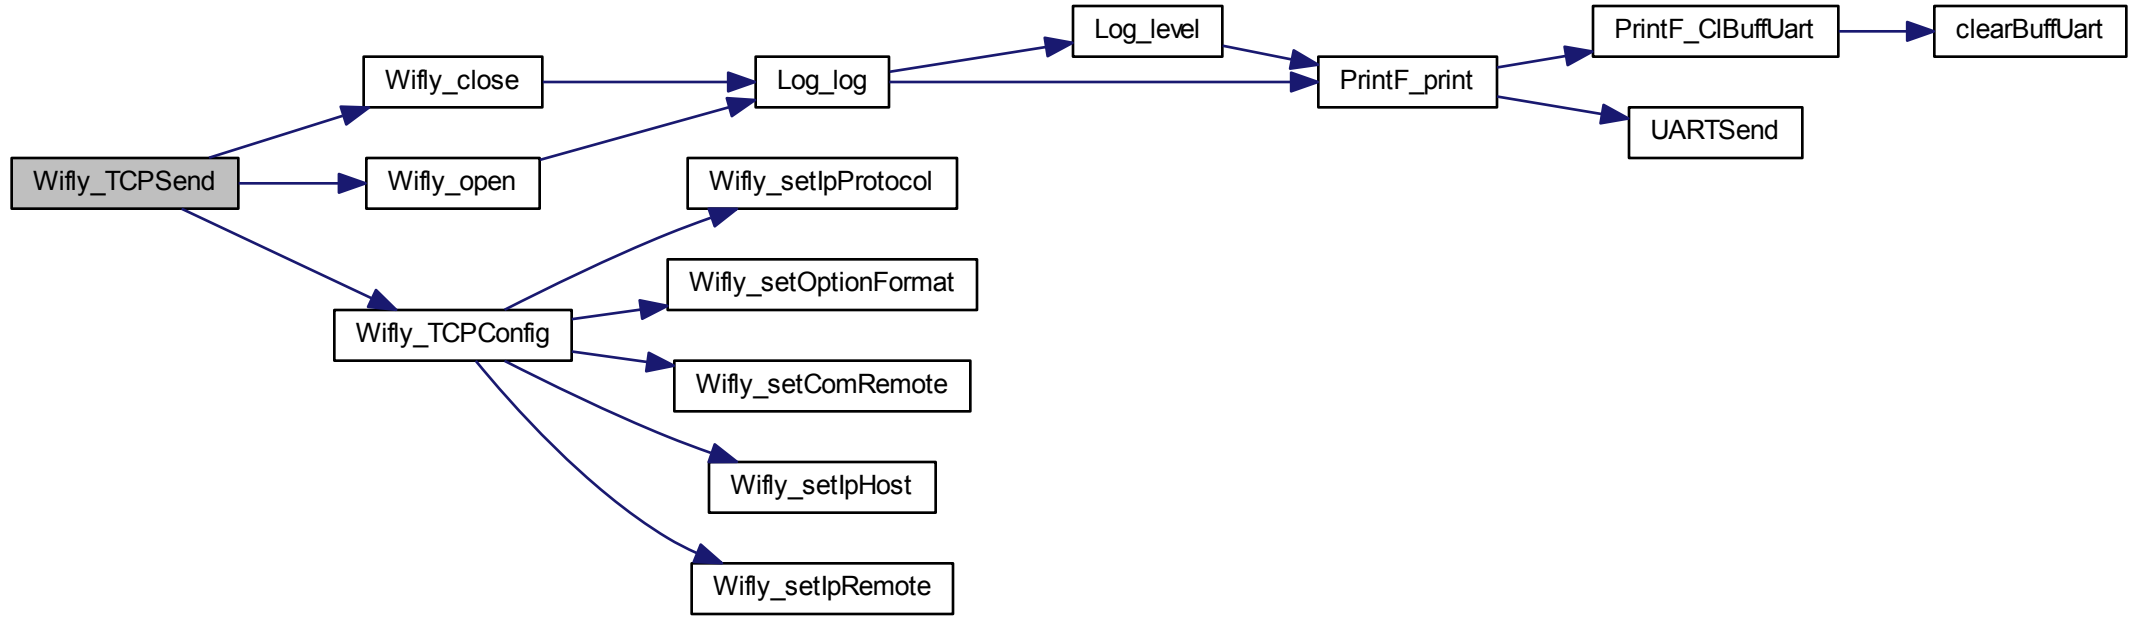 Wifly_TCPSend
Wifly_close
Wifly_open
Wifly_TCPConfig
Log_log
Wifly_setIpProtocol
Wifly_setOptionFormat
Wifly_setComRemote
Wifly_setIpHost
Wifly_setIpRemote
Log_level
PrintF_print
PrintF_ClBuffUart
UARTSend
clearBuffUart